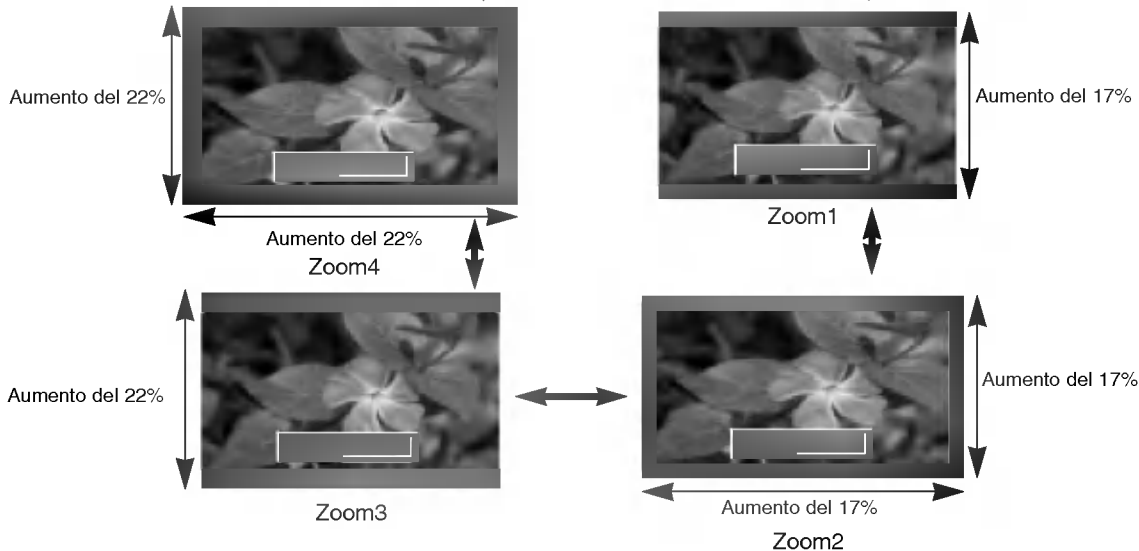 Aumento del 22%
Aumento del 17%
Zoom1
Aumento del 22%
Zoom4
Aumento del 22%
Aumento del 17%
Zoom3
Aumento del 17%
Zoom2